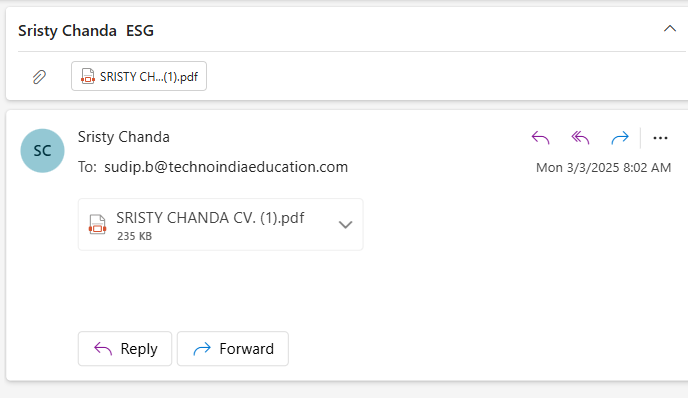 Sristy Chanda ESG
SRISTY CH...(1).pdf
SC
Sristy Chanda
To: sudip.b@technoindiaeducation.com
Mon 3/3/2025 8:02 AM
SRISTY CHANDA CV. (1).pdf
235 KB
Reply
Forward